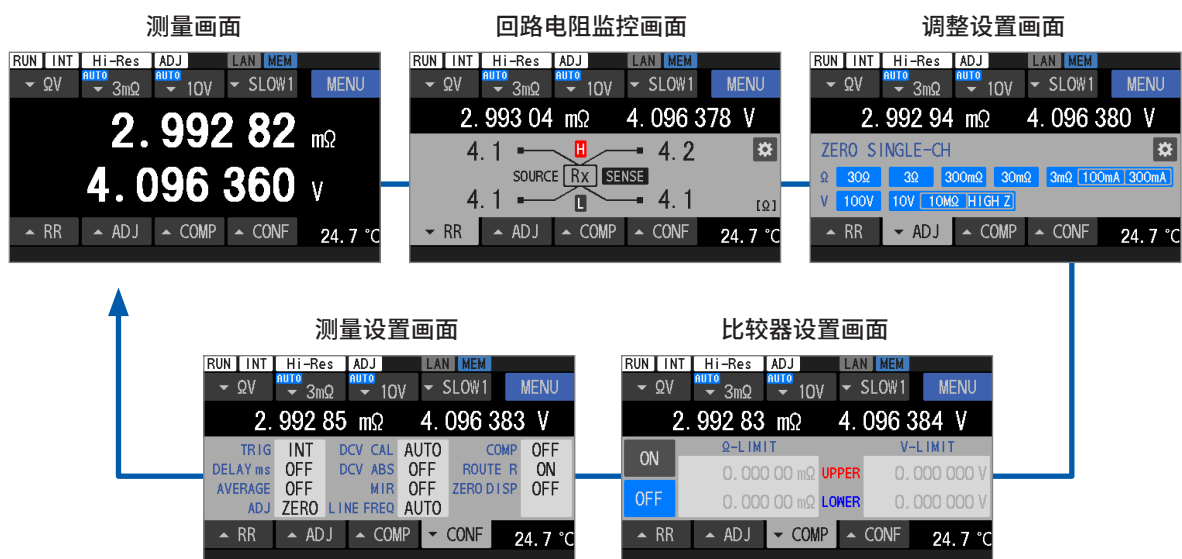 测量画面
RUN INT Hi-Res ADJ LAN MEM
ΩV AUTO 3mΩ AUTO 10V SLOW1 MENU
2.992 82 mΩ
4.096 360 V
RR ADJ COMP CONF 24.7 °C
回路电阻监控画面
RUN INT Hi-Res ADJ LAN MEM
ΩV AUTO 3mΩ AUTO 10V SLOW1 MENU
2.993 04 mΩ 4.096 378 V
4.1 H 4.2
SOURCE Rx SENSE
4.1 L 4.1 [Ω]
RR ADJ COMP CONF 24.7 °C
调整设置画面
RUN INT Hi-Res ADJ LAN MEM
ΩV AUTO 3mΩ AUTO 10V SLOW1 MENU
2.992 94 mΩ 4.096 380 V
ZERO SINGLE-CH
Ω 30Ω 3Ω 300mΩ 30mΩ 3mΩ 100mA 300mA
V 100V 10V 10MΩ HIGH Z
RR ADJ COMP CONF 24.7 °C
测量设置画面
RUN INT Hi-Res ADJ LAN MEM
ΩV AUTO 3mΩ AUTO 10V SLOW1 MENU
2.992 85 mΩ 4.096 383 V
TRIG INT DCV CAL AUTO COMP OFF
DELAY ms OFF DCV ABS OFF ROUTE R ON
AVERAGE OFF MIR OFF ZERO DISP OFF
ADJ ZERO LINE FREQ AUTO
RR ADJ COMP CONF 24.7 °C
比较器设置画面
RUN INT Hi-Res ADJ LAN MEM
ΩV AUTO 3mΩ AUTO 10V SLOW1 MENU
2.992 83 mΩ 4.096 384 V
Ω-LIMIT V-LIMIT
ON 0.000 00 mΩ UPPER 0.000 000 V
OFF 0.000 00 mΩ LOWER 0.000 000 V
RR ADJ COMP CONF 24.7 °C